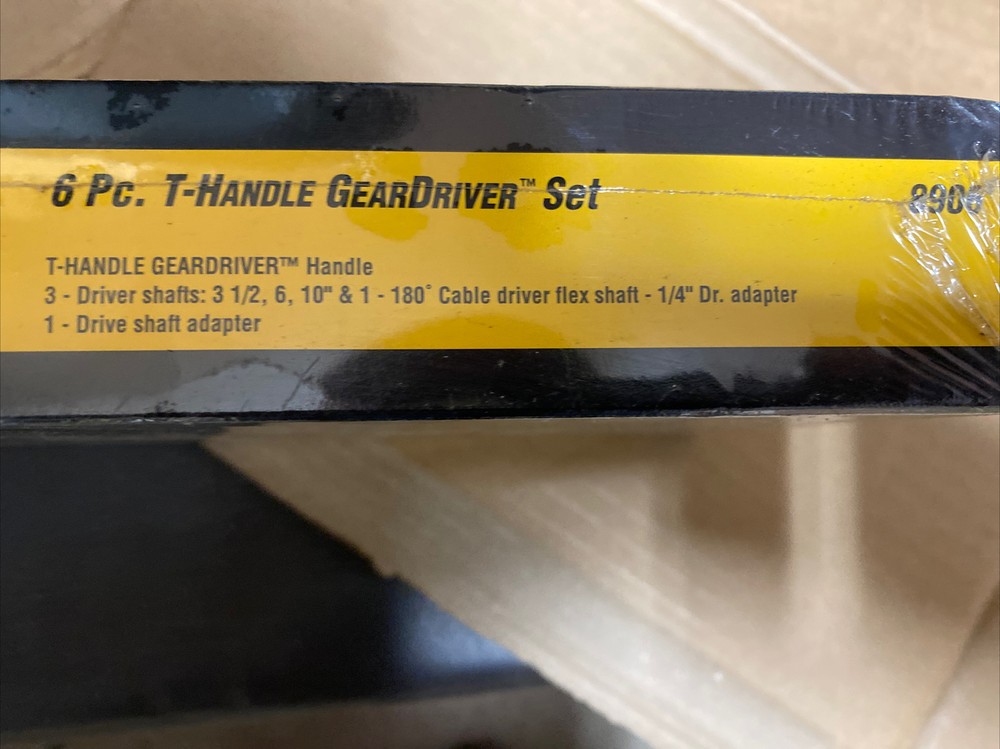 6 Pc. T-HANDLE GEARDRIVER™ Set
T-HANDLE GEARDRIVER™ Handle
3 - Driver shafts: 3 1/2, 6, 10" & 1 - 180° Cable driver flex shaft - 1/4" Dr. adapter
1 - Drive shaft adapter